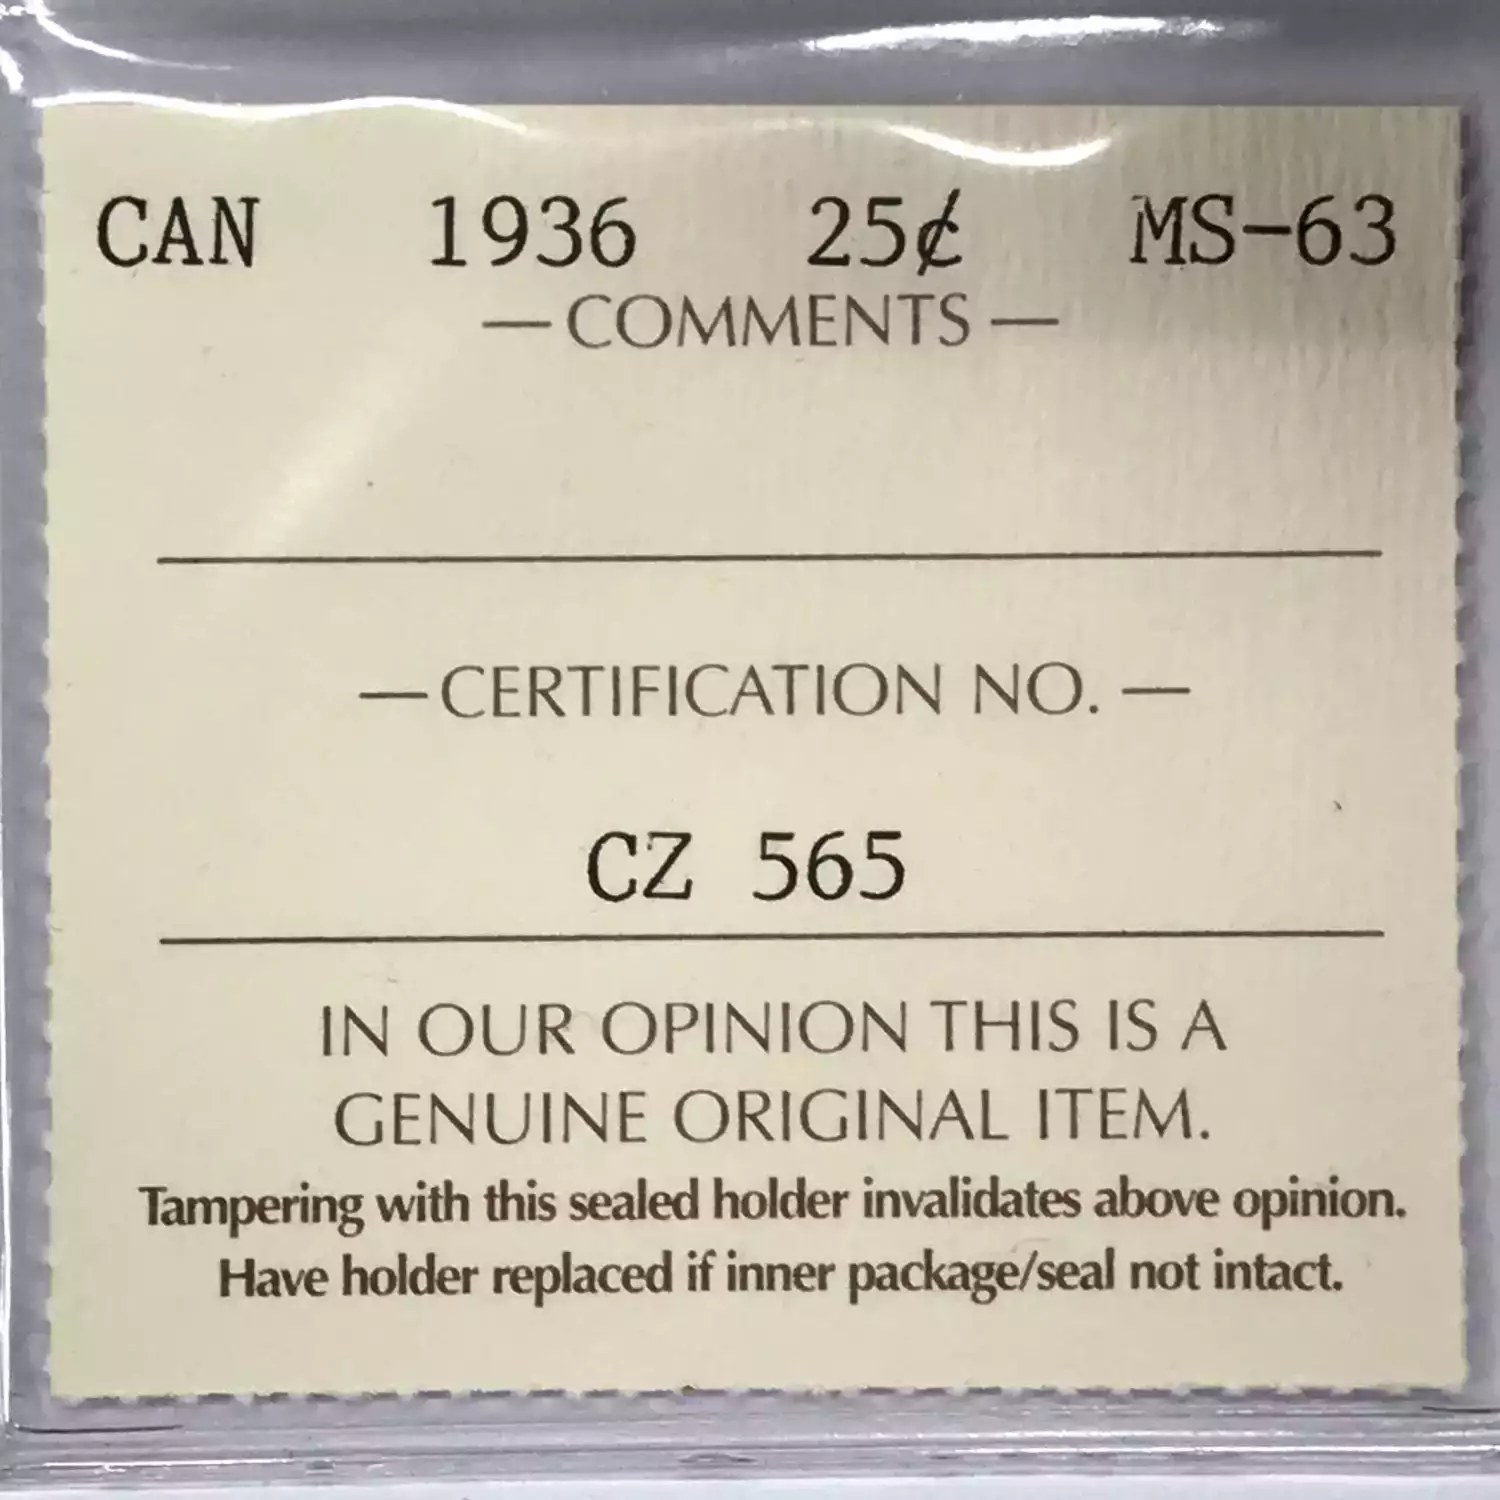 CAN 1936 25¢ MS-63
— COMMENTS —
— CERTIFICATION NO. —
CZ 565
IN OUR OPINION THIS IS A
GENUINE ORIGINAL ITEM.
Tampering with this sealed holder invalidates above opinion.
Have holder replaced if inner package/seal not intact.